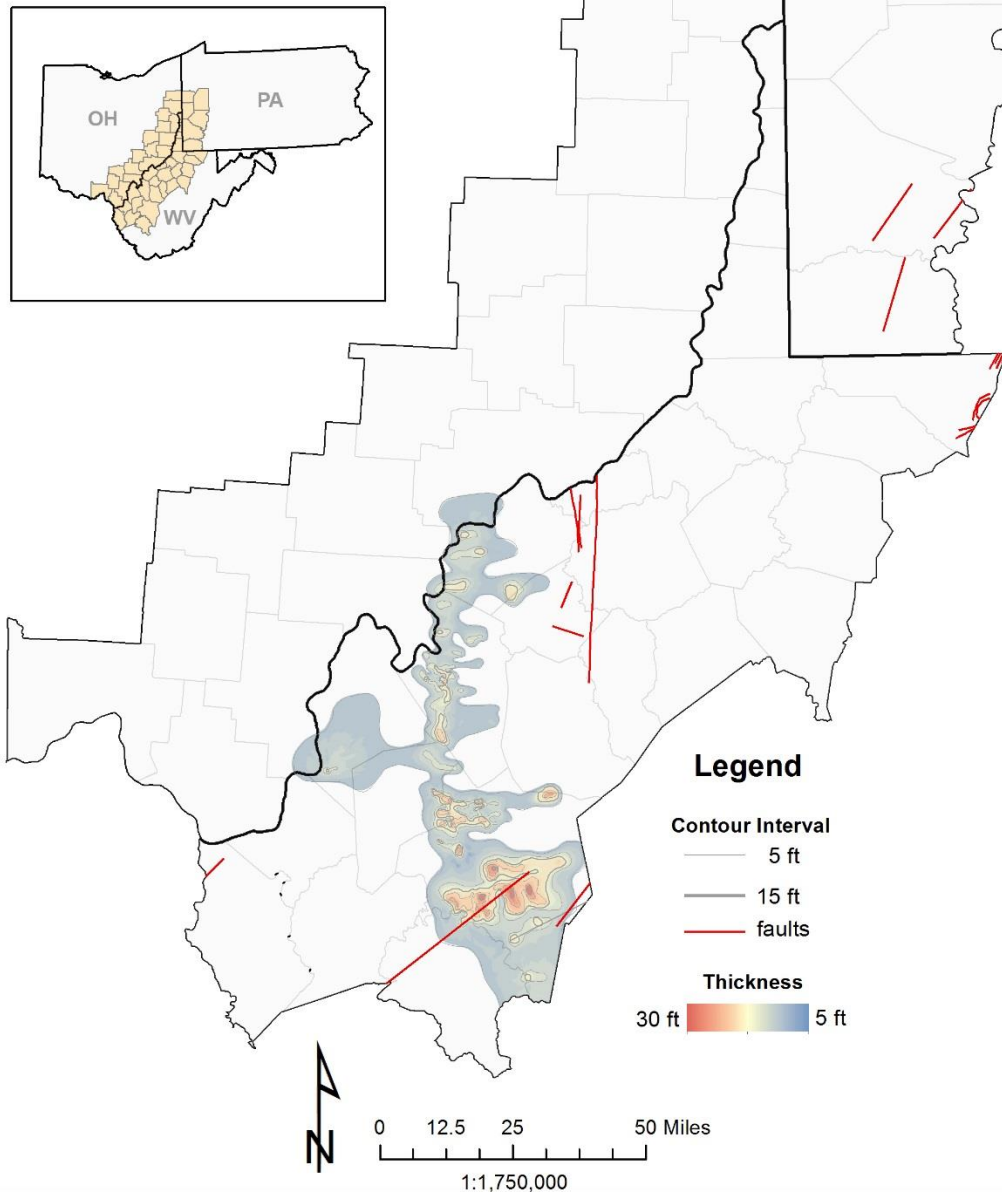 OH
PA
WV
Legend
Contour Interval
5 ft
15 ft
faults
Thickness
30 ft
5 ft
N
0 12.5 25 50 Miles
1:1,750,000